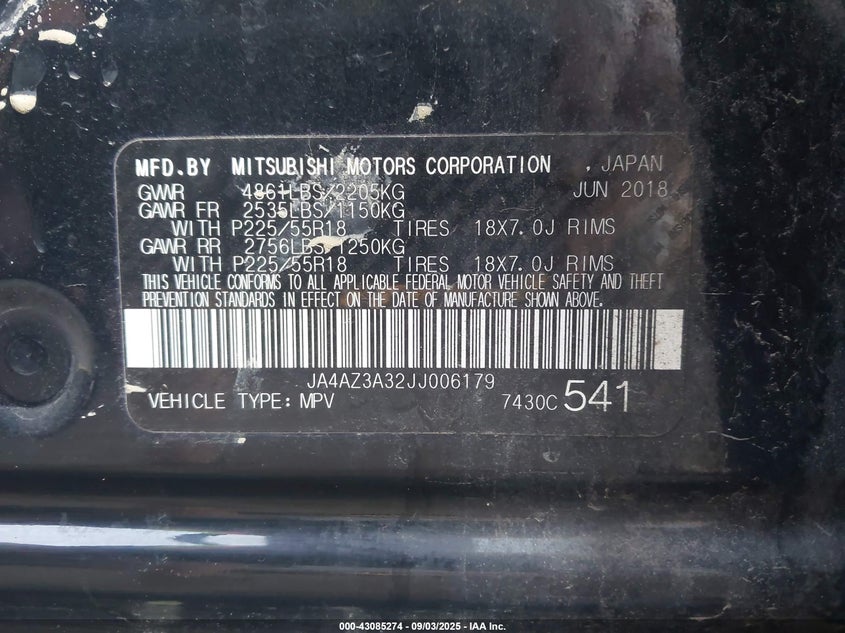 MFD.BY MITSUBISHI MOTORS CORPORATION , JAPAN
GVWR 4861LBS/2205KG JUN 2018
GAWR FR 2535LBS/1150KG
WITH P225/55R18 TIRES 18X7.0J RIMS
GAWR RR 2756LBS/1250KG
WITH P225/55R18 TIRES 18X7.0J RIMS
THIS VEHICLE CONFORMS TO ALL APPLICABLE FEDERAL MOTOR VEHICLE SAFETY AND THEFT
PREVENTION STANDARDS IN EFFECT ON THE DATE OF MANUFACTURE SHOWN ABOVE.
JA4AZ3A32JJ006179
VEHICLE TYPE: MPV 7430C 541
000-43085274 - 09/03/2025 - IAA Inc.